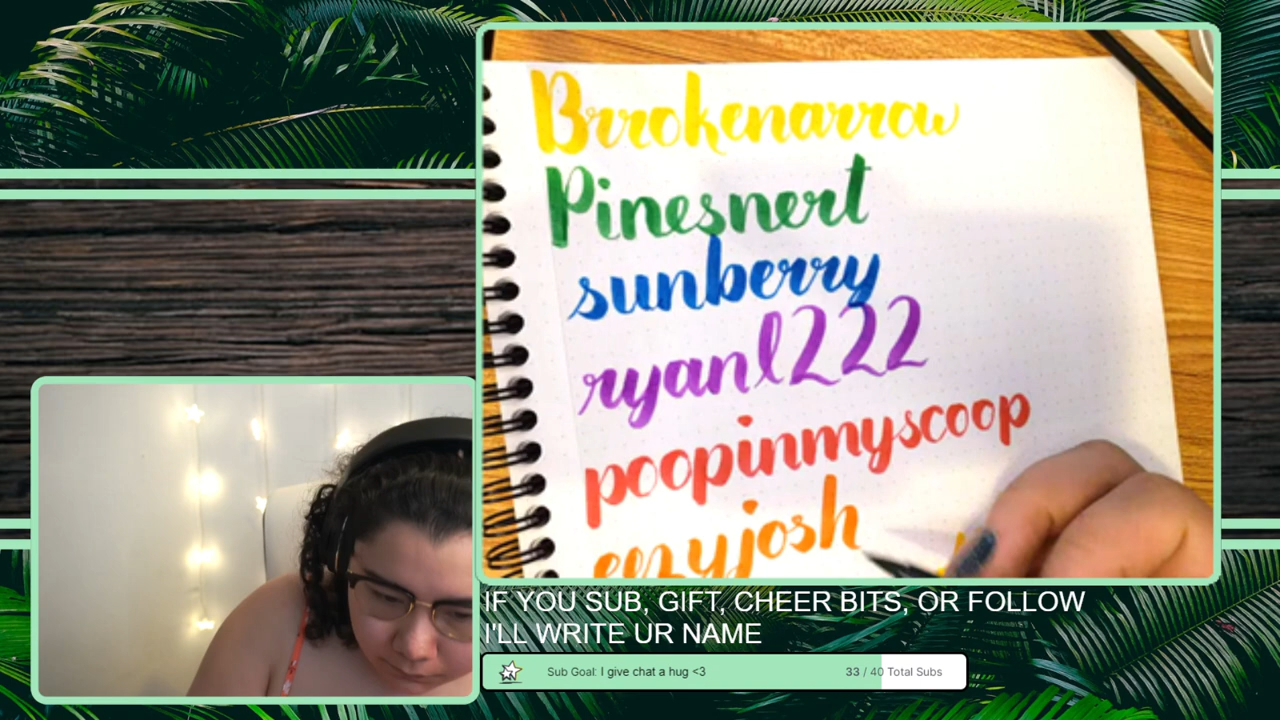 Brrokenarrow
Pinesnert
sunberry
ryanl222
poopinmyscoop
eezyjosh
IF YOU SUB, GIFT, CHEER BITS, OR FOLLOW
I'LL WRITE UR NAME
Sub Goal: I give chat a hug <3 33 / 40 Total Subs